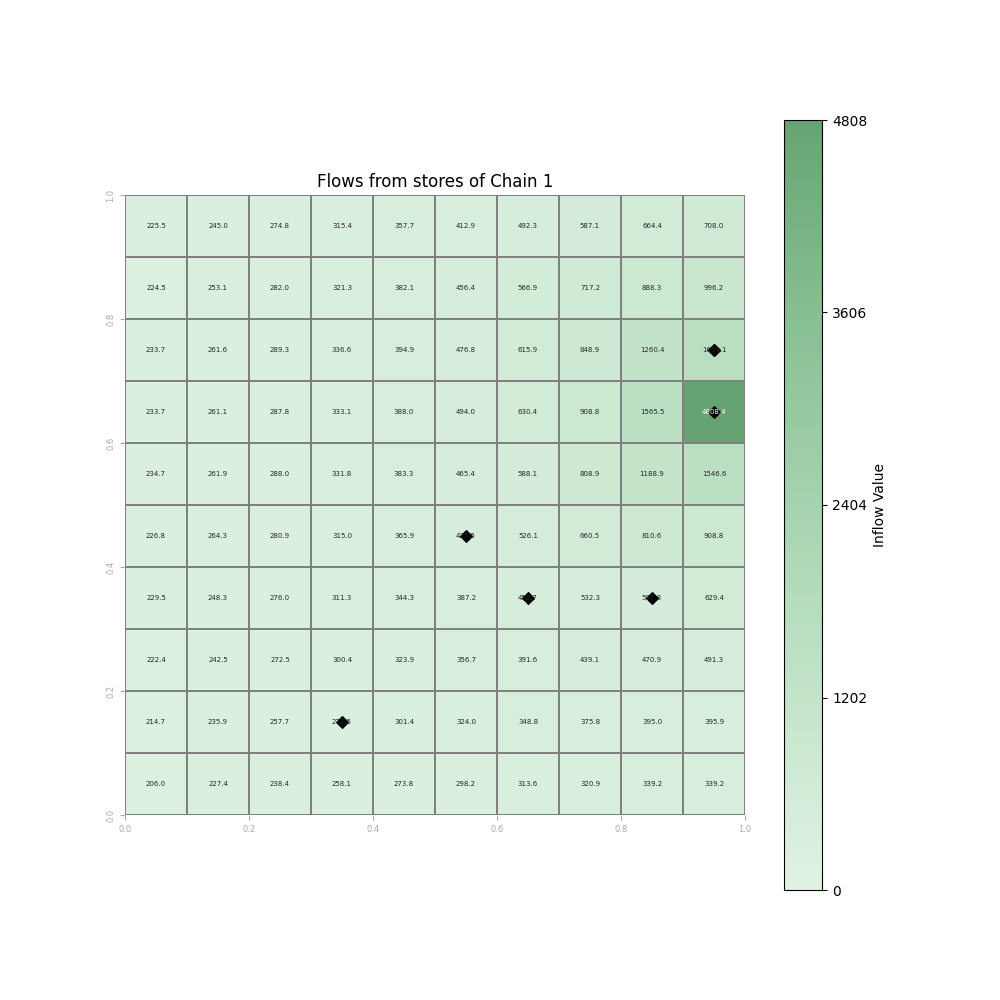 Flows from stores of Chain 1
4808
3606
2404
1202
0
Inflow Value
1.0
0.8
0.6
0.4
0.2
0.0
225.5 245.0 274.8 315.4 357.7 412.9 492.3 587.1 664.4 708.0
224.5 253.1 282.0 321.3 382.1 456.4 566.9 717.2 888.3 996.2
233.7 261.6 289.3 336.6 394.9 476.8 615.9 848.9 1260.4
233.7 261.1 287.8 333.1 388.0 494.0 630.4 908.8 1565.5 4808.4
234.7 261.9 288.0 331.8 383.3 465.4 588.1 808.9 1188.9 1546.6
226.8 264.3 280.9 315.0 365.9 526.1 660.5 810.6 908.8
229.5 248.3 276.0 311.3 344.3 387.2 532.3 629.4
222.4 242.5 272.5 300.4 323.9 356.7 391.6 439.1 470.9 491.3
214.7 235.9 257.7 301.4 324.0 348.8 375.8 395.0 395.9
206.0 227.4 238.4 258.1 273.8 298.2 313.6 320.9 339.2 339.2
0.0 0.2 0.4 0.6 0.8 1.0